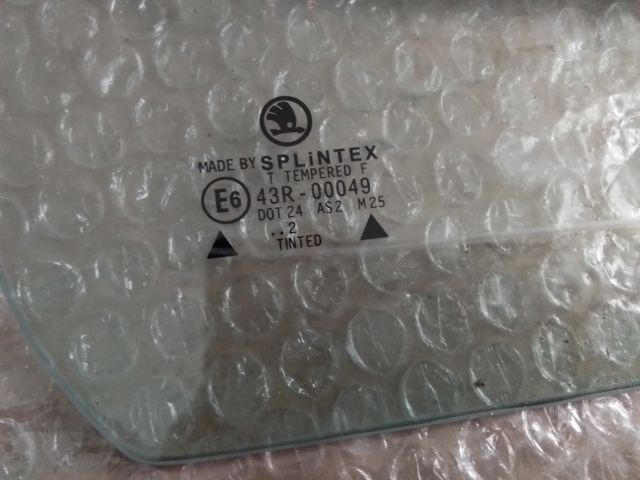 MADE BY SPLiNTEX
T TEMPERED F
E6 43R-00049
DOT 24 AS2 M25
..2
TINTED